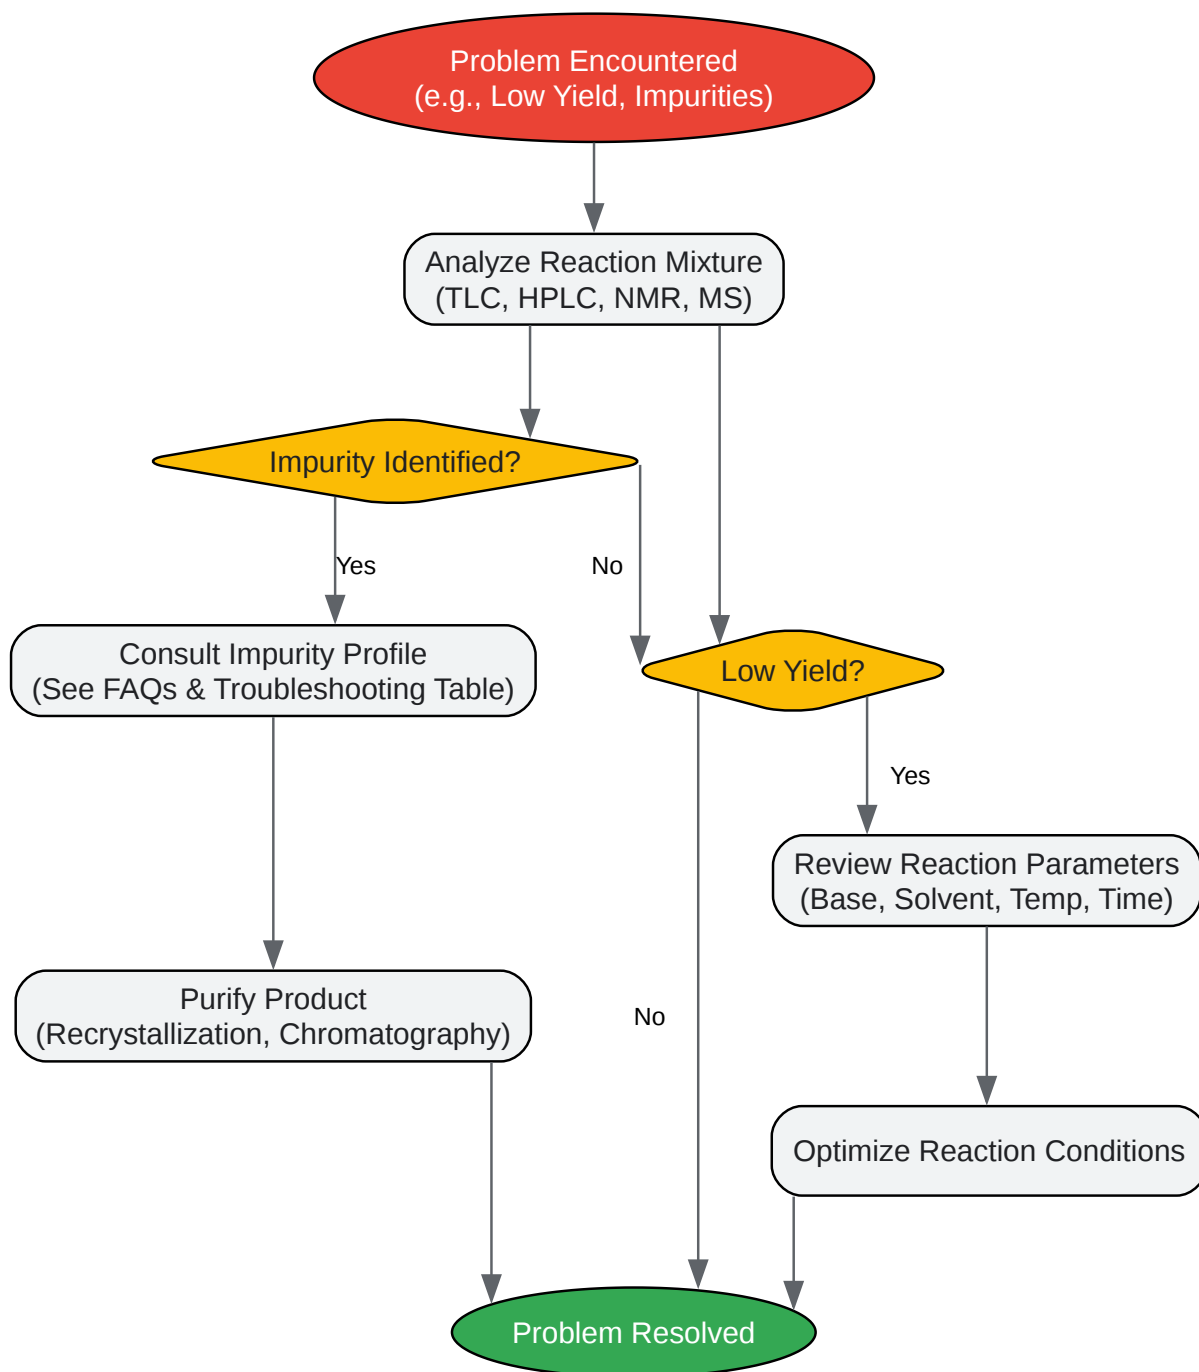 Problem Encountered
(e.g., Low Yield, Impurities)
Analyze Reaction Mixture
(TLC, HPLC, NMR, MS)
Impurity Identified?
Yes
No
Consult Impurity Profile
(See FAQs & Troubleshooting Table)
Low Yield?
Yes
Review Reaction Parameters
(Base, Solvent, Temp, Time)
Purify Product
(Recrystallization, Chromatography)
No
Optimize Reaction Conditions
Problem Resolved